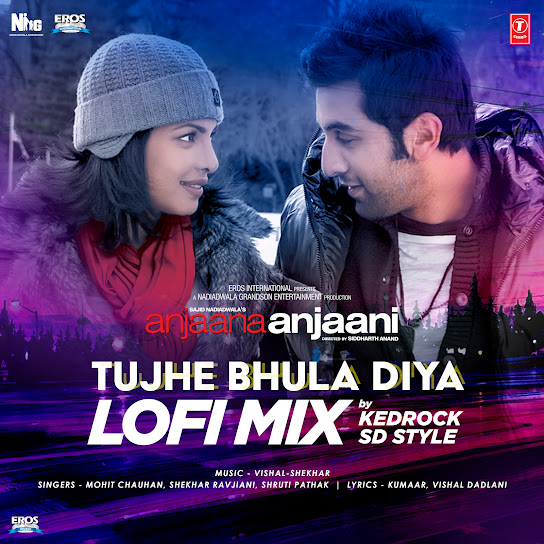 NG
EROS
T
EROS INTERNATIONAL PRESENTS
A NADIADWALA GRANDSON ENTERTAINMENT PRODUCTION
SAJID NADIADWALA'S
anjaanaanjaani
DIRECTED BY SIDDHARTH ANAND
TUJHE BHULA DIYA
LOFI MIX by KEDROCK
SD STYLE
MUSIC - VISHAL-SHEKHAR
SINGERS - MOHIT CHAUHAN, SHEKHAR RAVJIANI, SHRUTI PATHAK | LYRICS - KUMAAR, VISHAL DADLANI
EROS